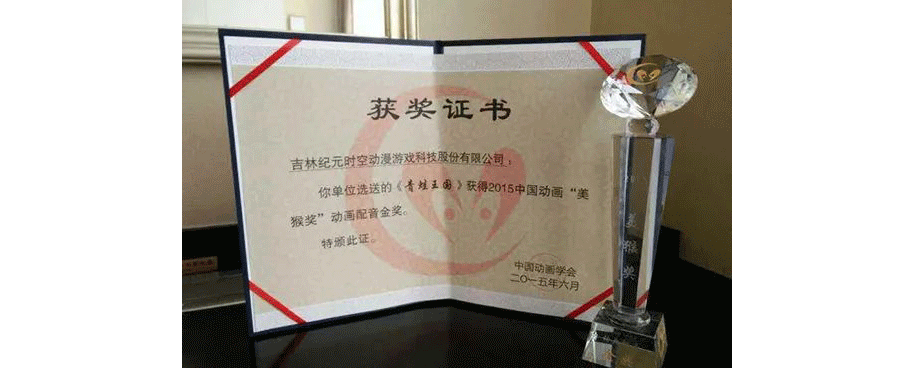 获奖证书
吉林纪元时空动漫游戏科技股份有限公司：
你单位选送的《青蛙王国》获得2015中国动画“美
猴奖”动画配音金奖。
特颁此证。
中国动画学会
二〇一五年六月
美猴奖